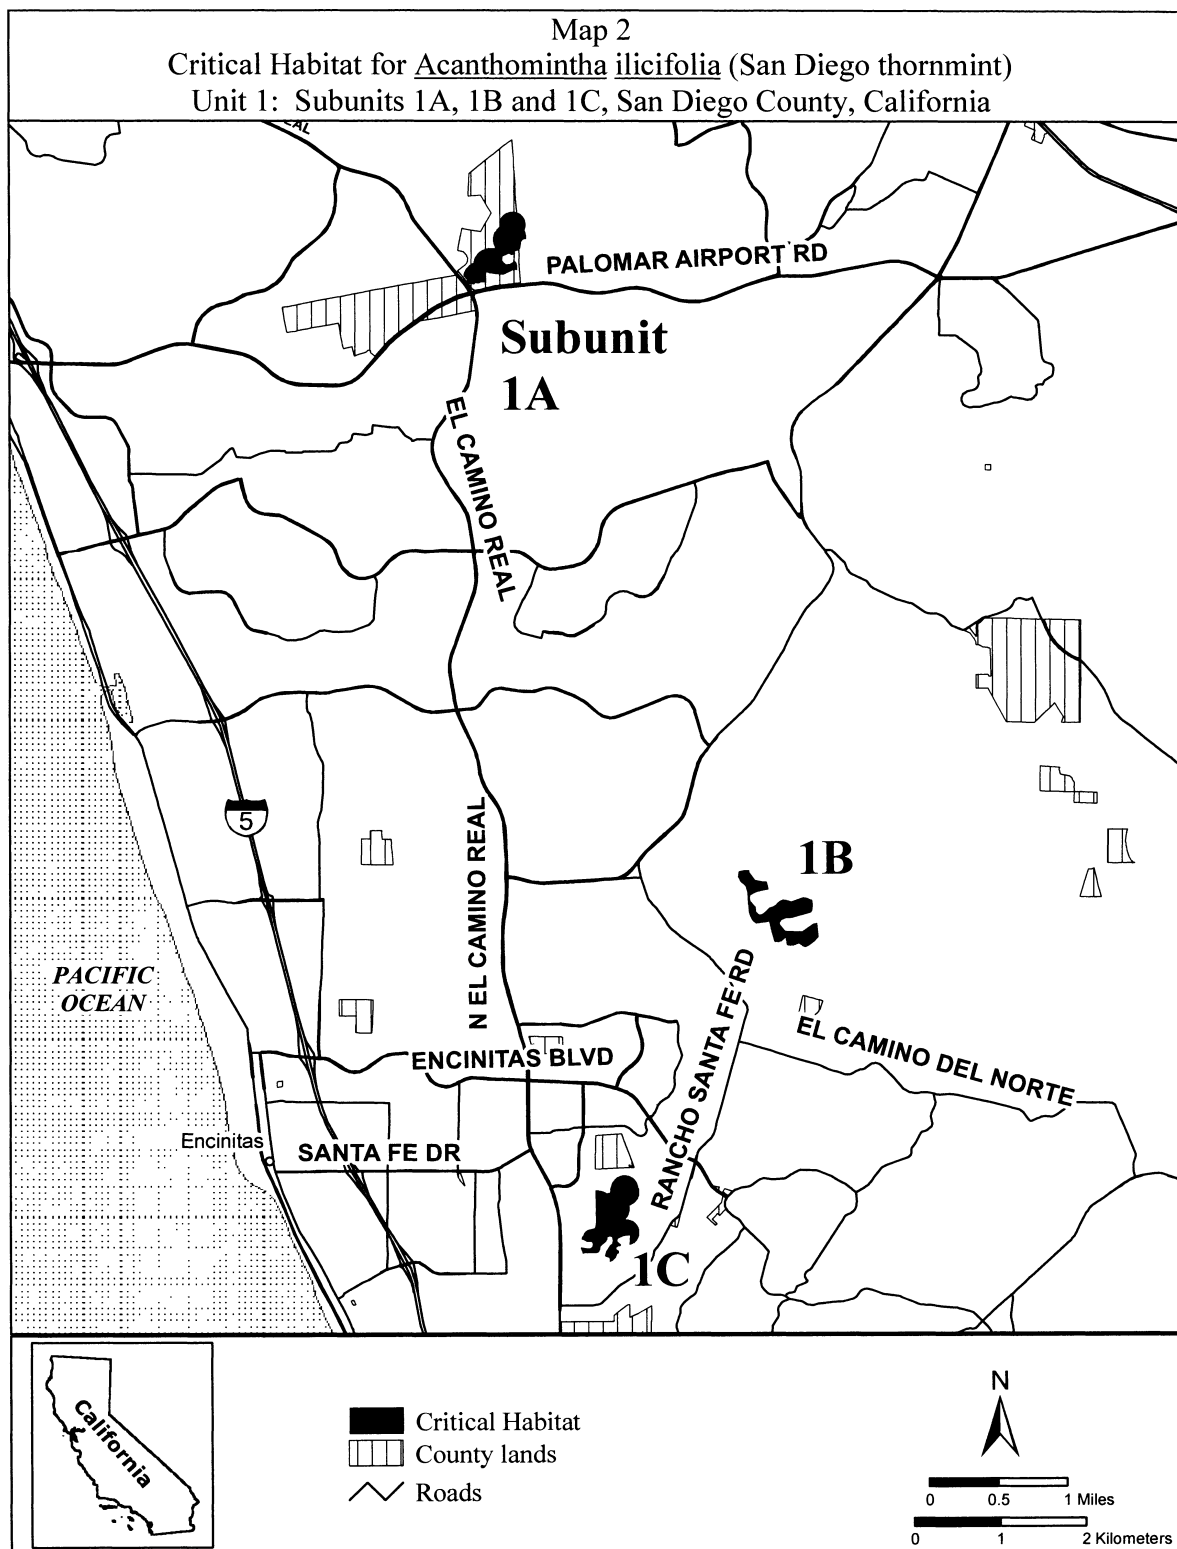 Map 2
Critical Habitat for Acanthomintha ilicifolia (San Diego thornmint)
Unit 1: Subunits 1A, 1B and 1C, San Diego County, California
PALOMAR AIRPORT RD
Subunit
1A
EL CAMINO REAL
5
N EL CAMINO REAL
1B
PACIFIC
OCEAN
RANCHO SANTA FE RD
EL CAMINO DEL NORTE
ENCINITAS BLVD
Encinitas
SANTA FE DR
1C
California
Critical Habitat
County lands
Roads
N
0 0.5 1 Miles
0 1 2 Kilometers